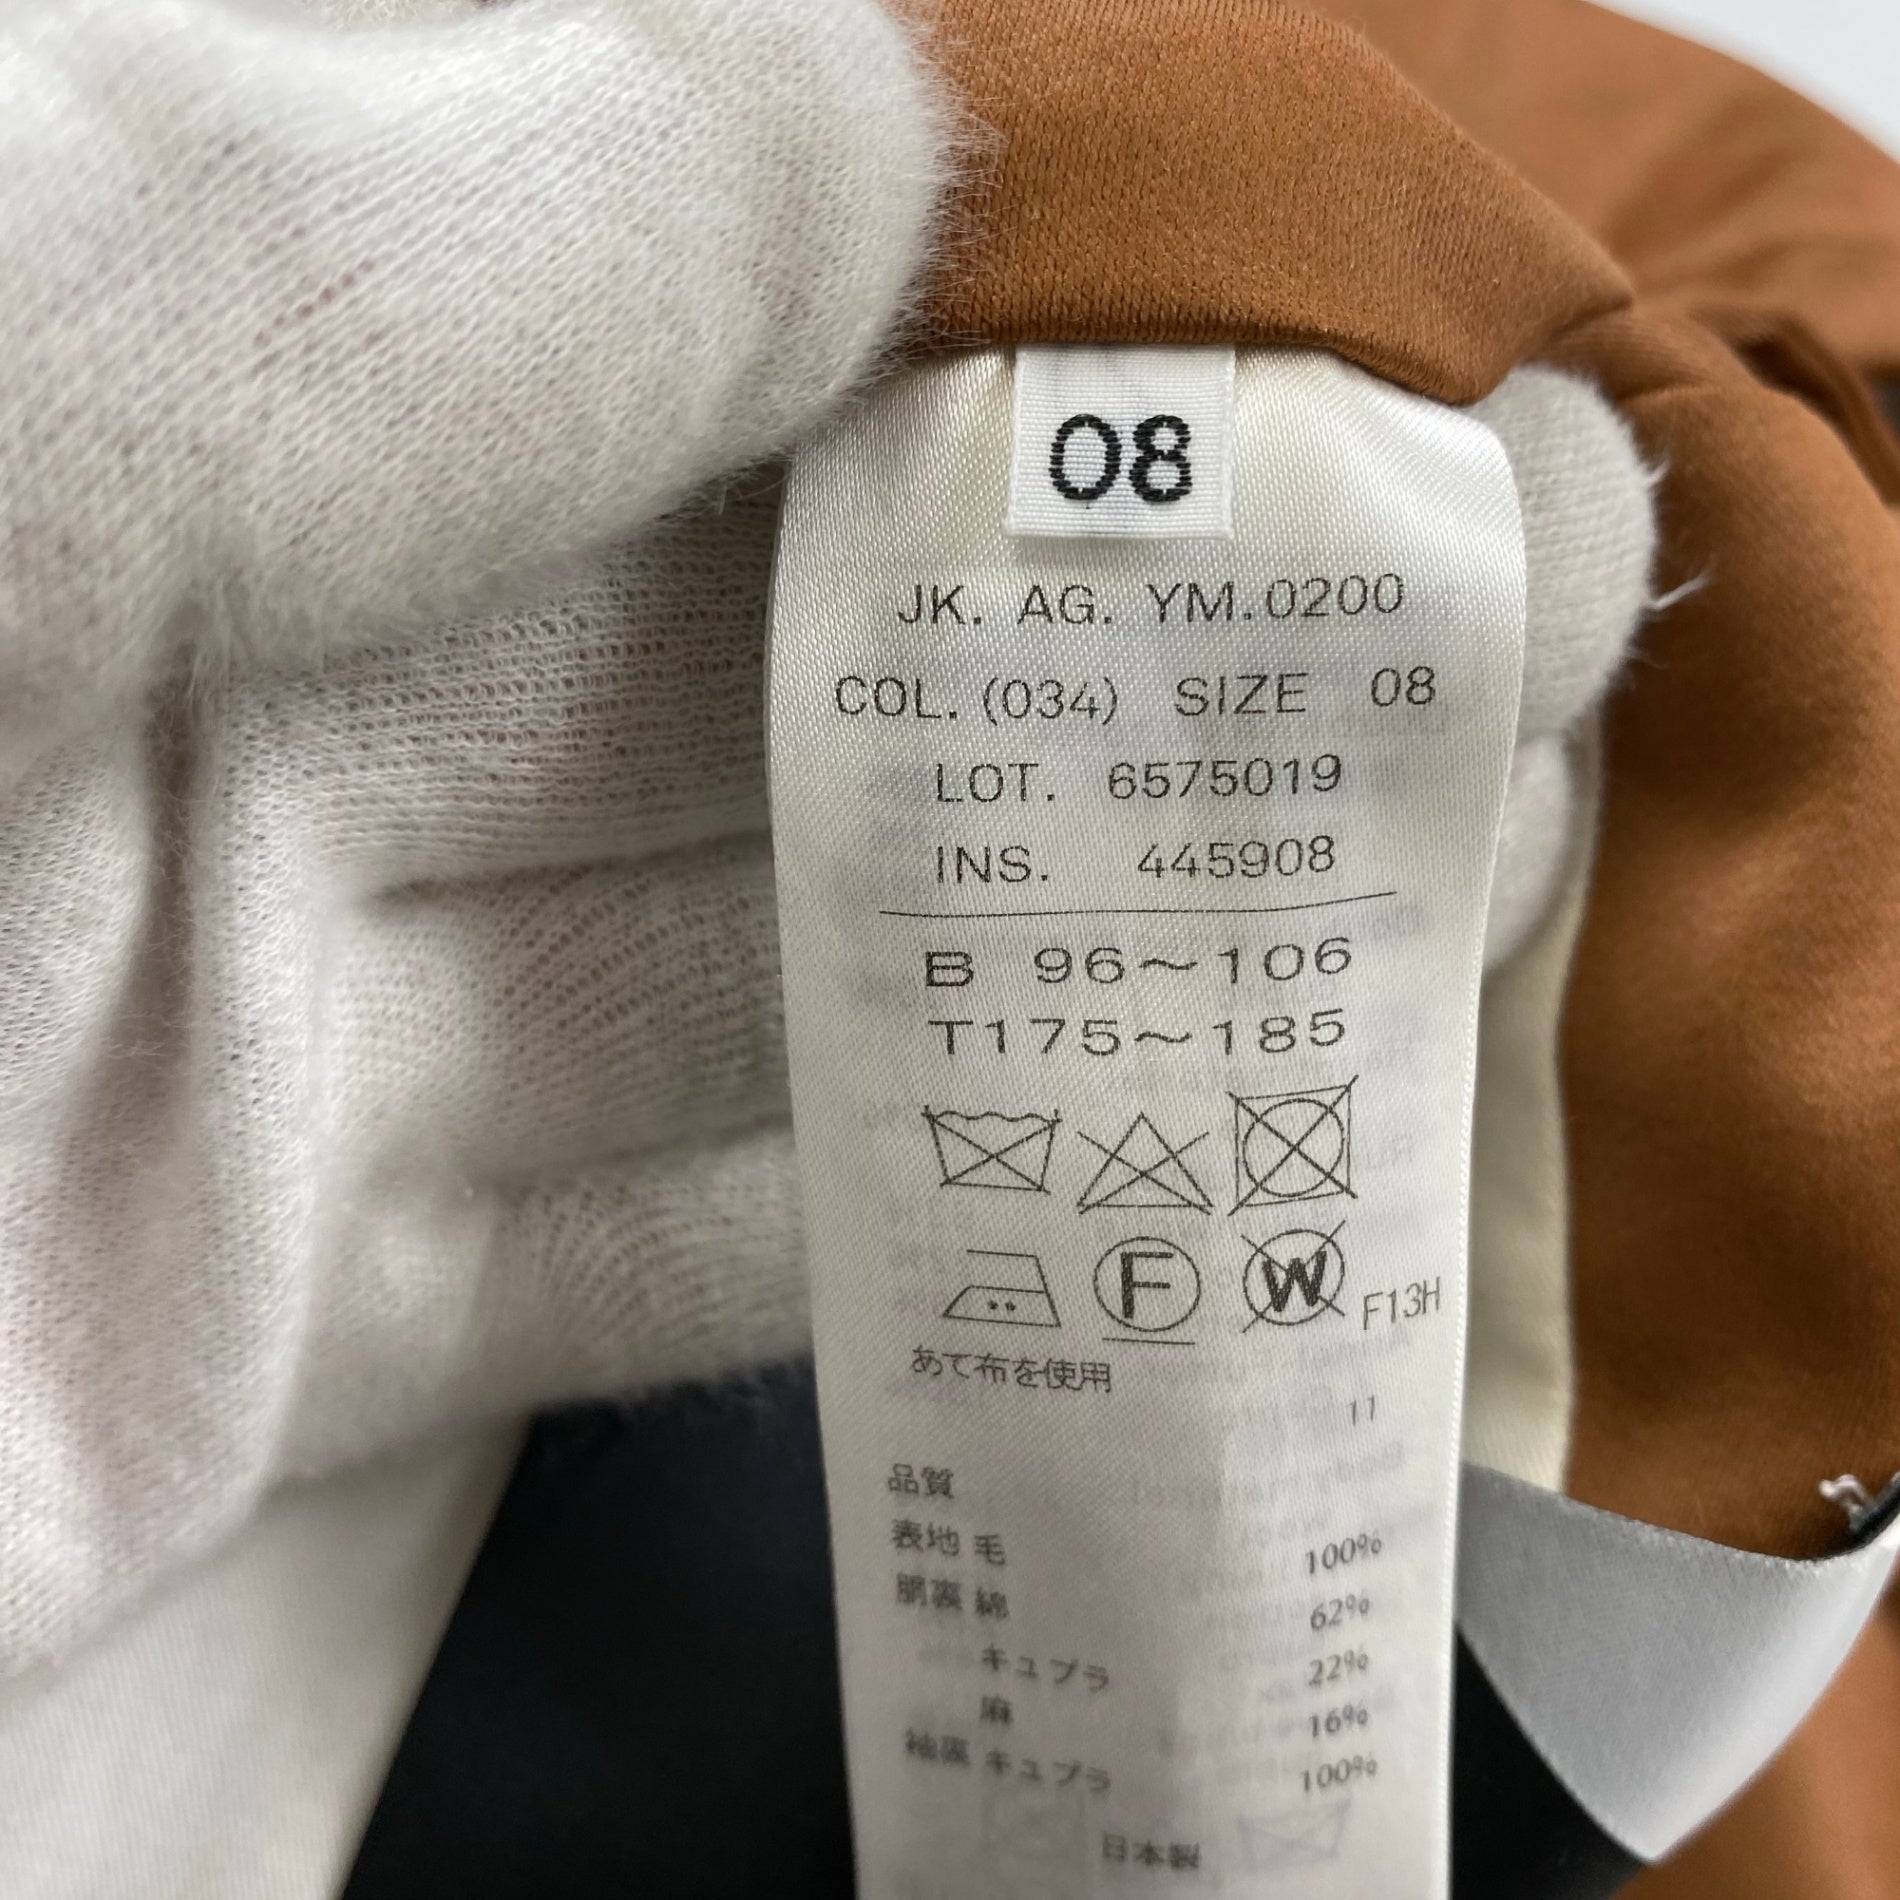 08
JK. AG. YM.0200
COL. (034) SIZE 08
LOT. 6575019
INS. 445908
B 96～106
T175～185
F W F13H
あて布を使用
11
品質
表地 毛 100%
胴裏 綿 62%
キュプラ 22%
麻 16%
袖裏 キュプラ 100%
日本製